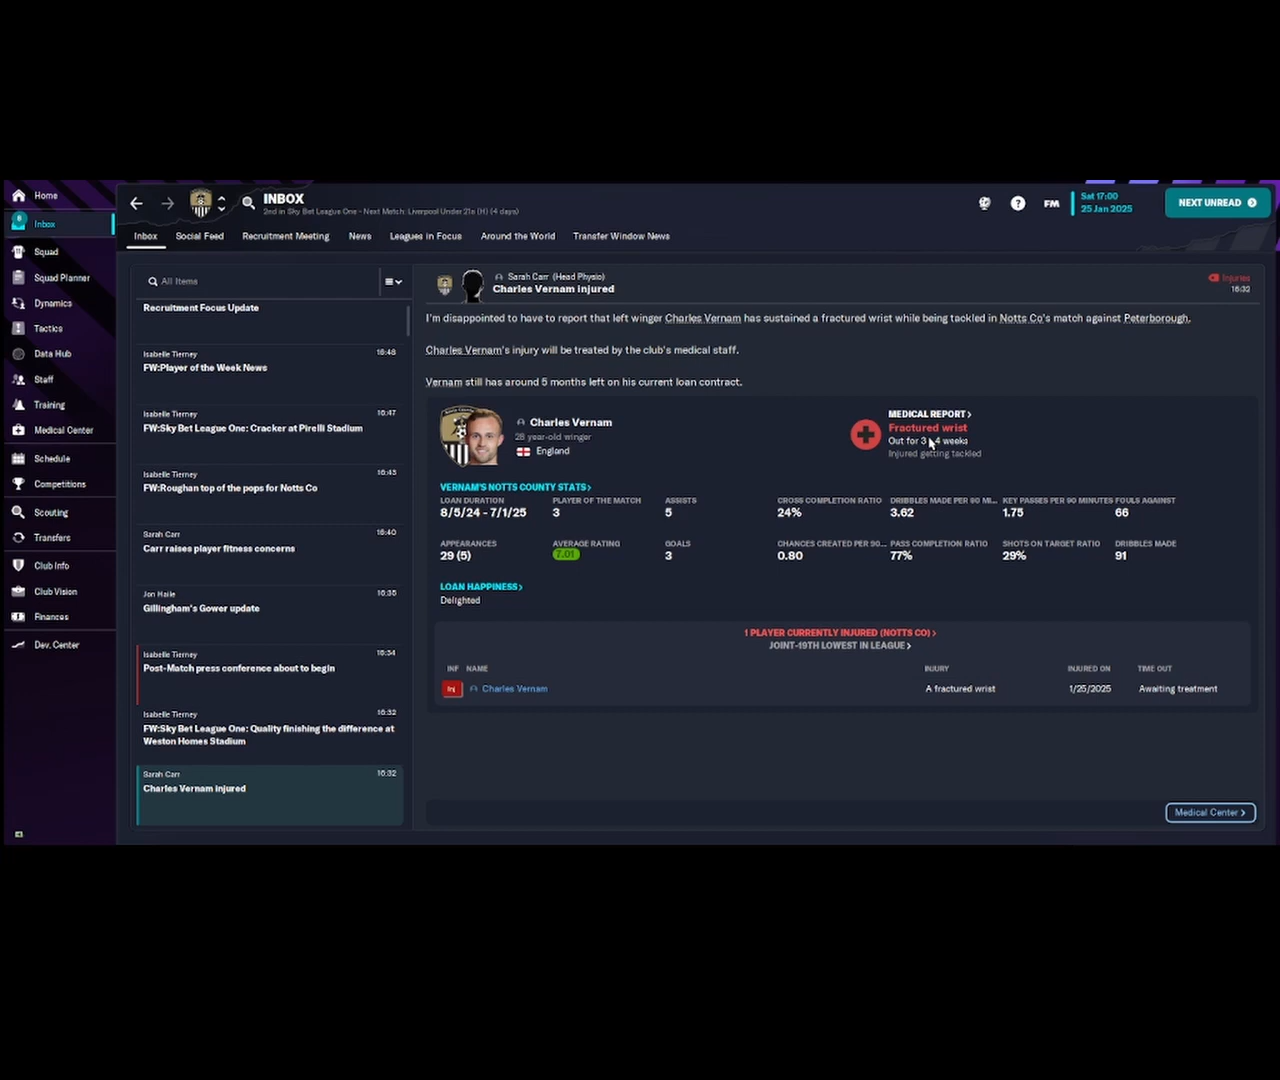 Home
Inbox
Squad
Squad Planner
Dynamics
Tactics
Data Hub
Staff
Training
Medical Center
Schedule
Competitions
Scouting
Transfers
Club Info
Club Vision
Finances
Dev. Center
INBOX
2nd in Sky Bet League One - Next Match: Liverpool Under 21s (H) (4 days)
FM
Sat 17:00
25 Jan 2025
NEXT UNREAD
Inbox
Social Feed
Recruitment Meeting
News
Leagues in Focus
Around the World
Transfer Window News
All Items
Recruitment Focus Update
Isabelle Tierney 16:48
FW:Player of the Week News
Isabelle Tierney 16:47
FW:Sky Bet League One: Cracker at Pirelli Stadium
Isabelle Tierney 16:43
FW:Roughan top of the pops for Notts Co
Sarah Carr 16:40
Carr raises player fitness concerns
Jon Haile 16:35
Gillingham's Gower update
Isabelle Tierney 16:34
Post-Match press conference about to begin
Isabelle Tierney 16:32
FW:Sky Bet League One: Quality finishing the difference at
Weston Homes Stadium
Sarah Carr 16:32
Charles Vernam injured
Sarah Carr (Head Physio)
Charles Vernam injured
Injuries
16:32
I'm disappointed to have to report that left winger Charles Vernam has sustained a fractured wrist while being tackled in Notts Co's match against Peterborough.
Charles Vernam's injury will be treated by the club's medical staff.
Vernam still has around 5 months left on his current loan contract.
Charles Vernam
28 year-old winger
England
MEDICAL REPORT >
Fractured wrist
Out for 3 4 weeks
Injured getting tackled
VERNAM'S NOTTS COUNTY STATS >
LOAN DURATION PLAYER OF THE MATCH ASSISTS CROSS COMPLETION RATIO DRIBBLES MADE PER 90 MI... KEY PASSES PER 90 MINUTES FOULS AGAINST
8/5/24 - 7/1/25 3 5 24% 3.62 1.75 66
APPEARANCES AVERAGE RATING GOALS CHANCES CREATED PER 90... PASS COMPLETION RATIO SHOTS ON TARGET RATIO DRIBBLES MADE
29 (5) 7.01 3 0.80 77% 29% 91
LOAN HAPPINESS >
Delighted
1 PLAYER CURRENTLY INJURED (NOTTS CO) >
JOINT-19TH LOWEST IN LEAGUE >
INF NAME INJURY INJURED ON TIME OUT
Inj Charles Vernam A fractured wrist 1/25/2025 Awaiting treatment
Medical Center >